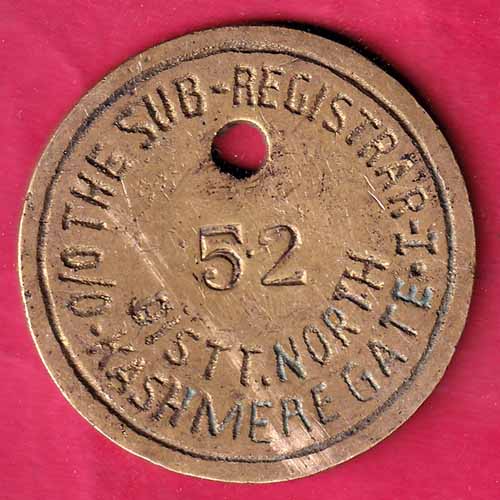 O/O THE SUB-REGISTRAR-I
52
DISTT. NORTH
KASHMERE GATE